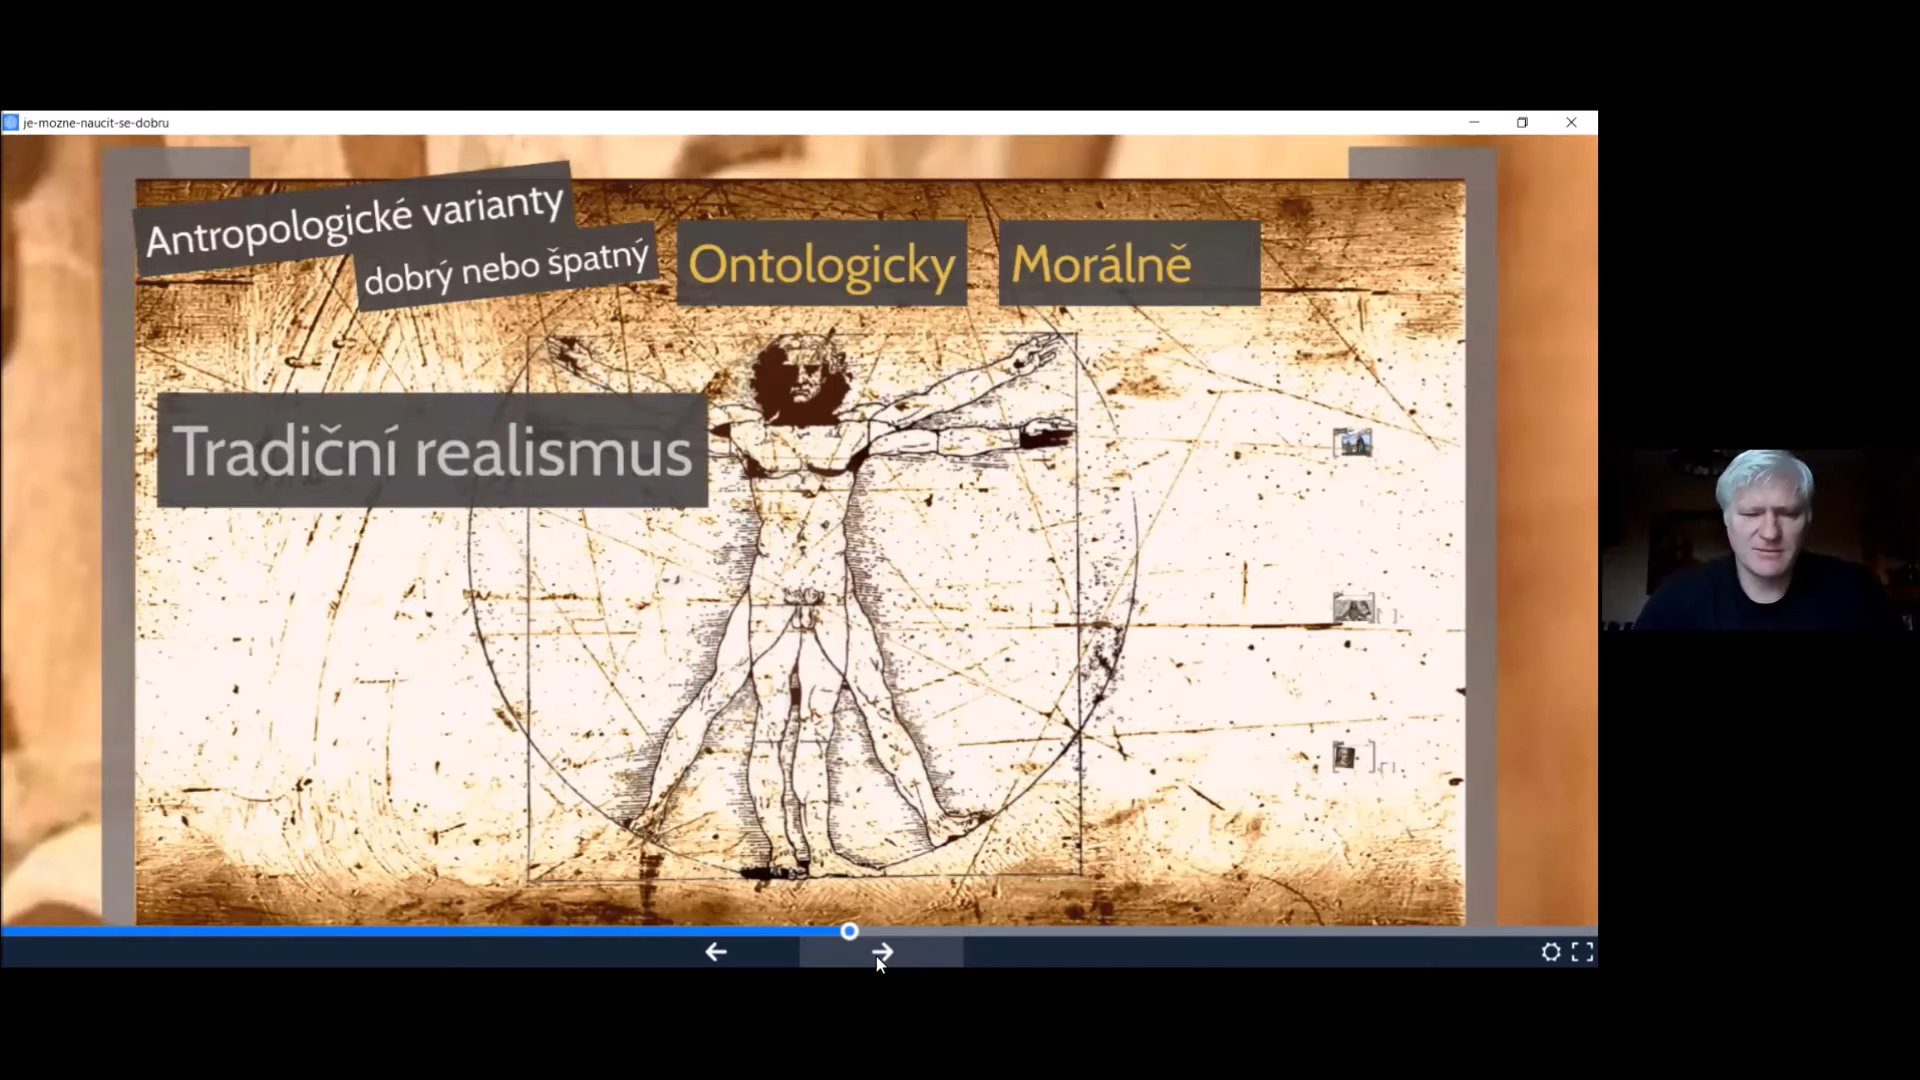 je-mozne-naucit-se-dobru
Antropologické varianty
dobrý nebo špatný
Ontologicky
Morálně
Tradiční realismus